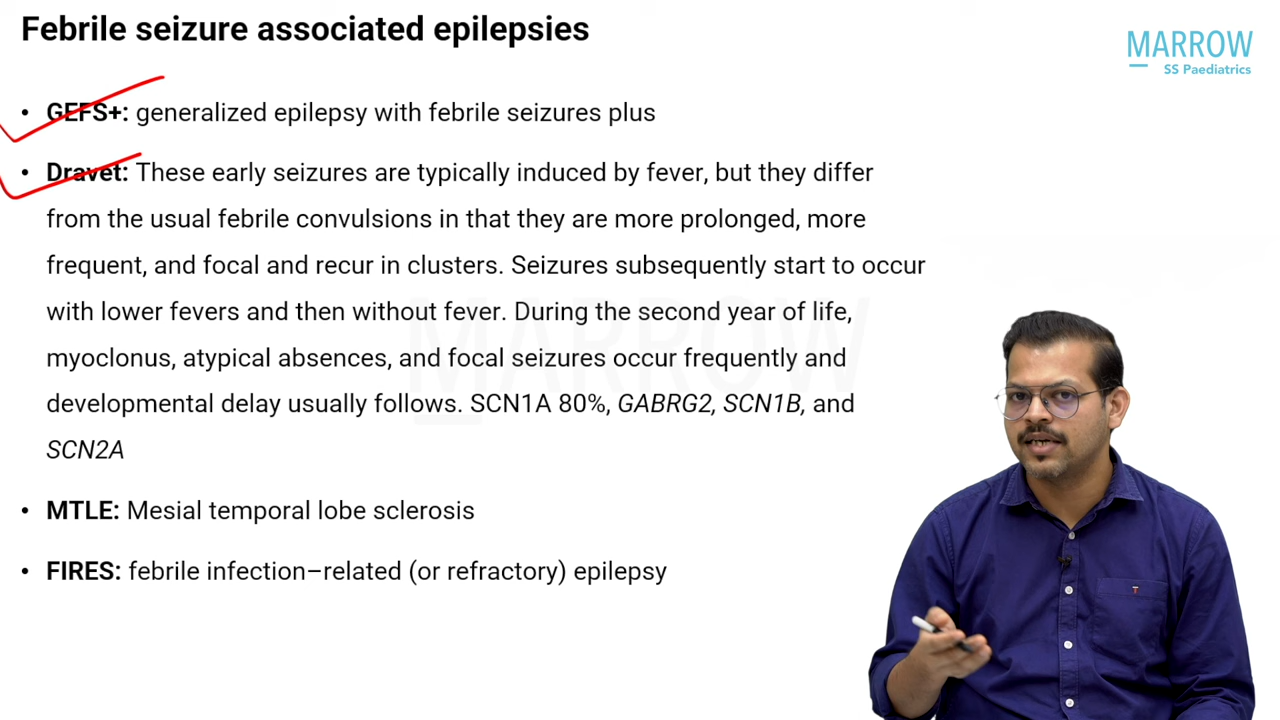 Febrile seizure associated epilepsies
MARROW
SS Paediatrics
• GEFS+: generalized epilepsy with febrile seizures plus
• Dravet: These early seizures are typically induced by fever, but they differ
from the usual febrile convulsions in that they are more prolonged, more
frequent, and focal and recur in clusters. Seizures subsequently start to occur
with lower fevers and then without fever. During the second year of life,
myoclonus, atypical absences, and focal seizures occur frequently and
developmental delay usually follows. SCN1A 80%, GABRG2, SCN1B, and
SCN2A
• MTLE: Mesial temporal lobe sclerosis
• FIRES: febrile infection–related (or refractory) epilepsy
MARROW